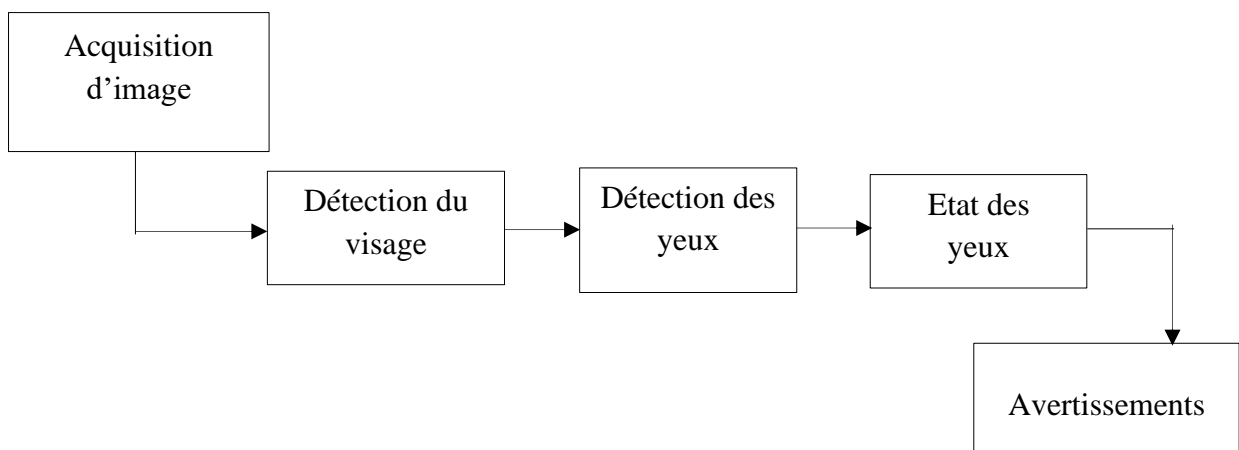 Acquisition
d’image
Détection du
visage
Détection des
yeux
Etat des
yeux
Avertissements